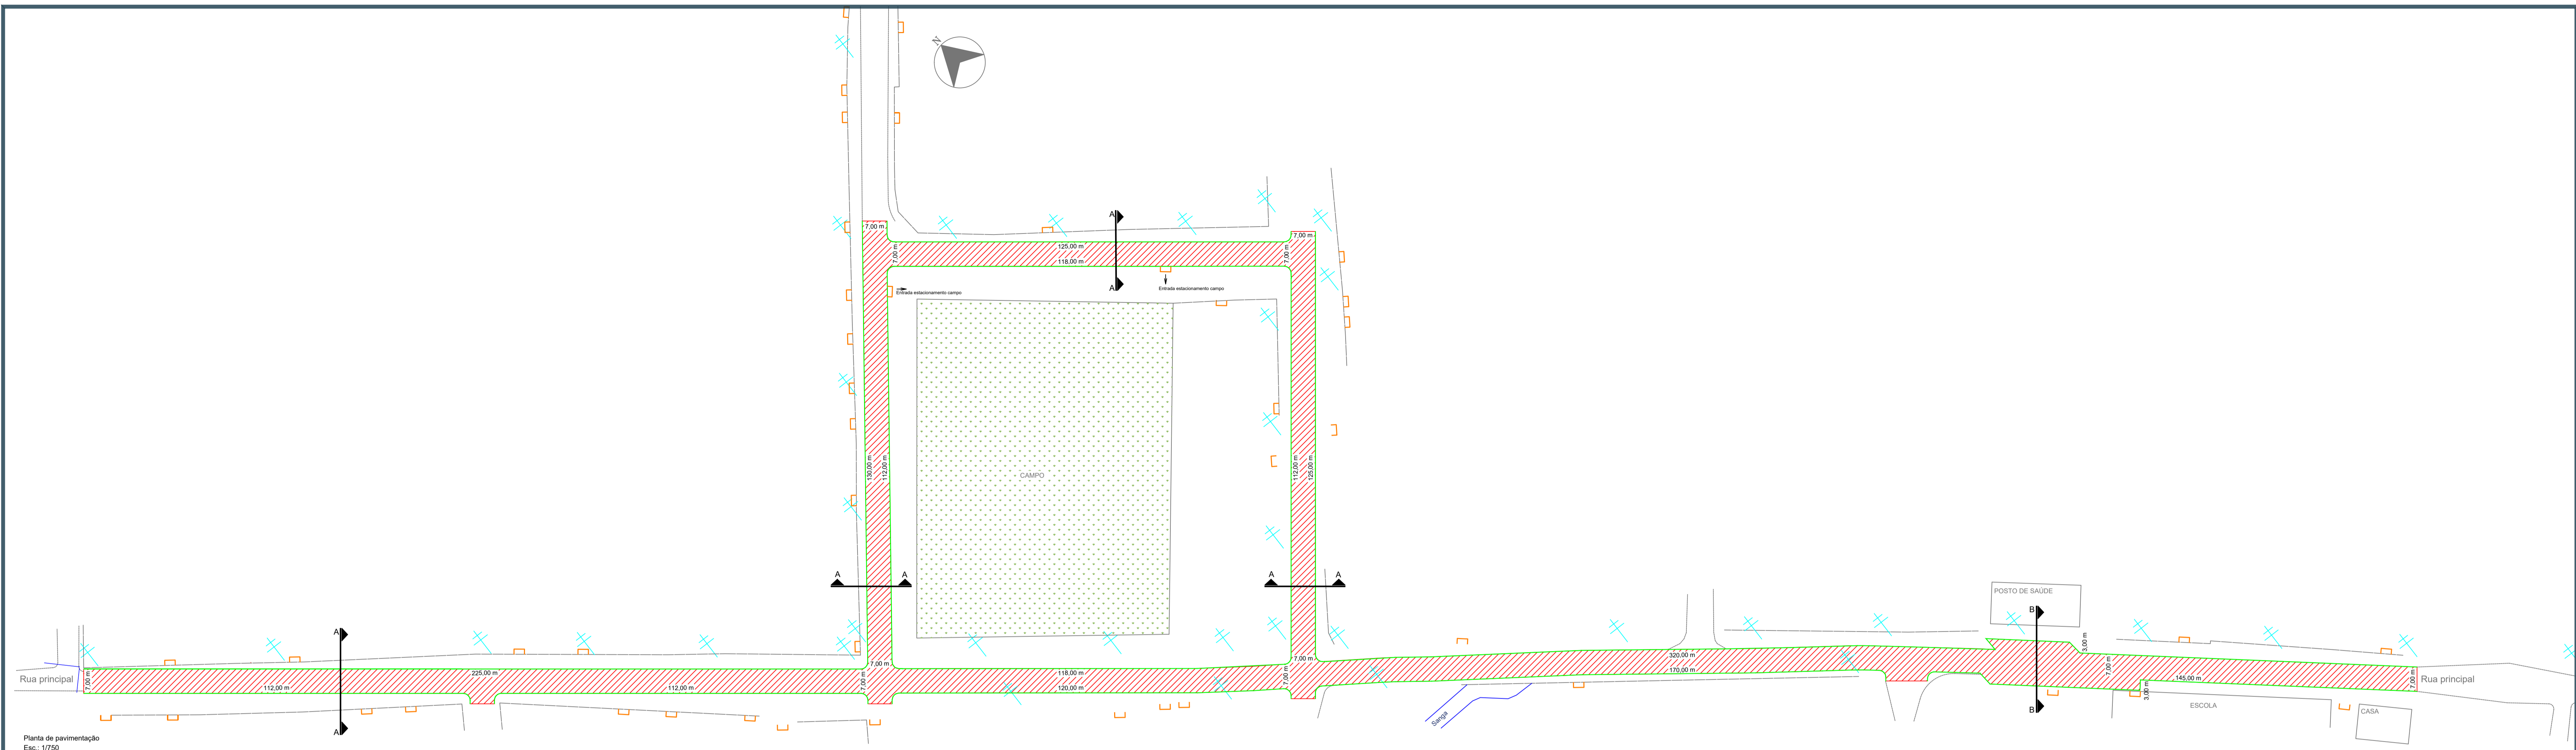 N
7,00 m
A
7,00 m
7,00 m
125,00 m
7,00 m
118,00 m
A
Entrada estacionamento campo
Entrada estacionamento campo
130,00 m
112,00 m
CAMPO
112,00 m
125,00 m
A
A
A
A
POSTO DE SAÚDE
B
A
3,00 m
7,00 m
7,00 m
320,00 m
170,00 m
7,00 m
Rua principal
7,00 m
225,00 m
7,00 m
118,00 m
7,00 m
145,00 m
7,00 m
Rua principal
112,00 m
112,00 m
120,00 m
3,00 m
ESCOLA
CASA
B
Sanga
A
Planta de pavimentação
Esc.: 1/750